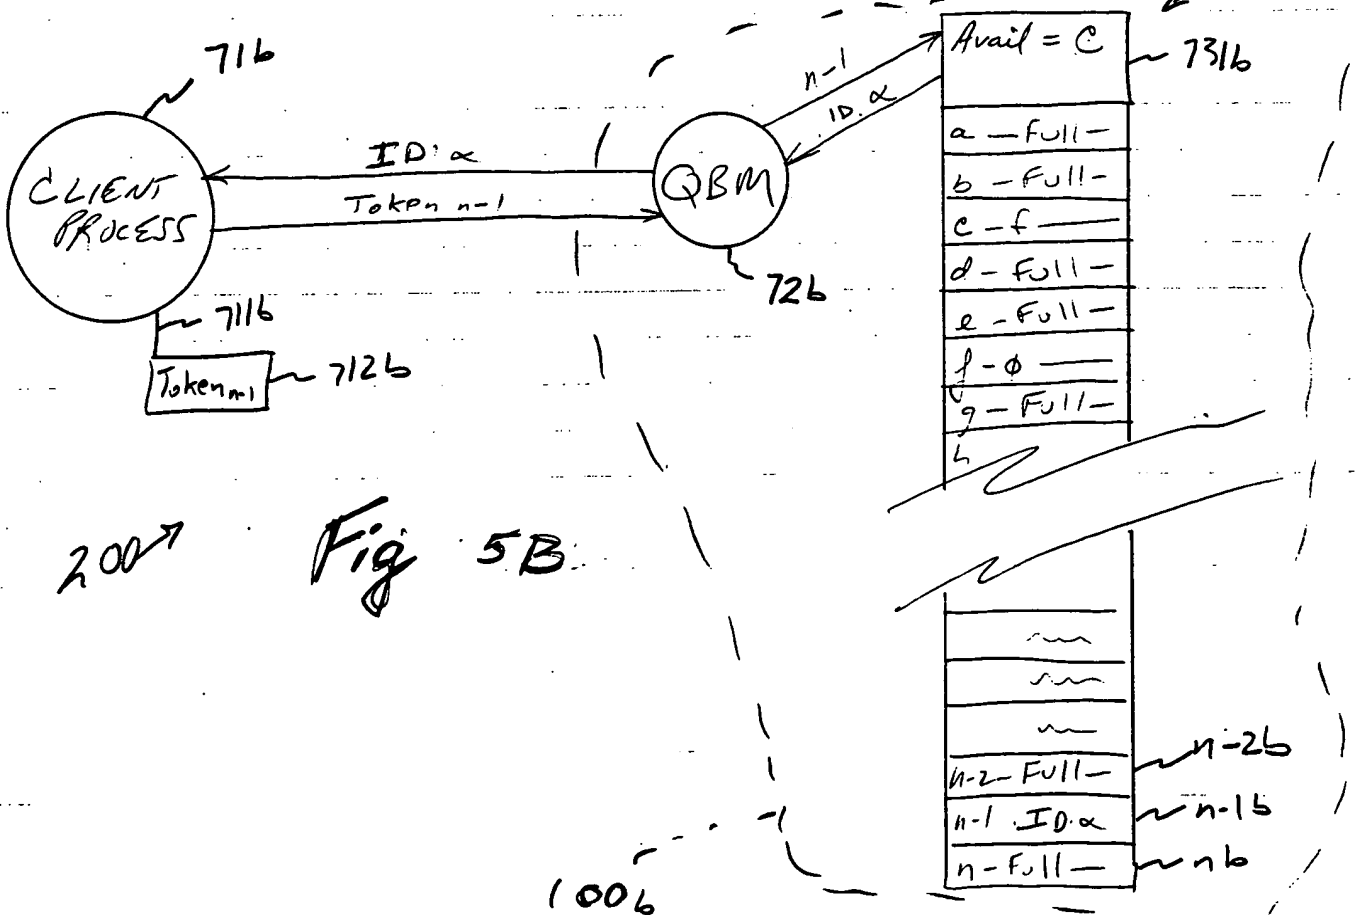 71b
CLIENT
PROCESS
ID:α
Token n-1
QBM
72b
n-1
ID.α
Avail = C
731b
a - Full -
b - Full -
c - f
d - Full -
e - Full -
f - ø
g - Full -
h
711b
Token n-1
712b
200
Fig 5B
n-2 - Full -
n-2b
n-1 . ID.α
n-1b
n - Full -
nb
100b